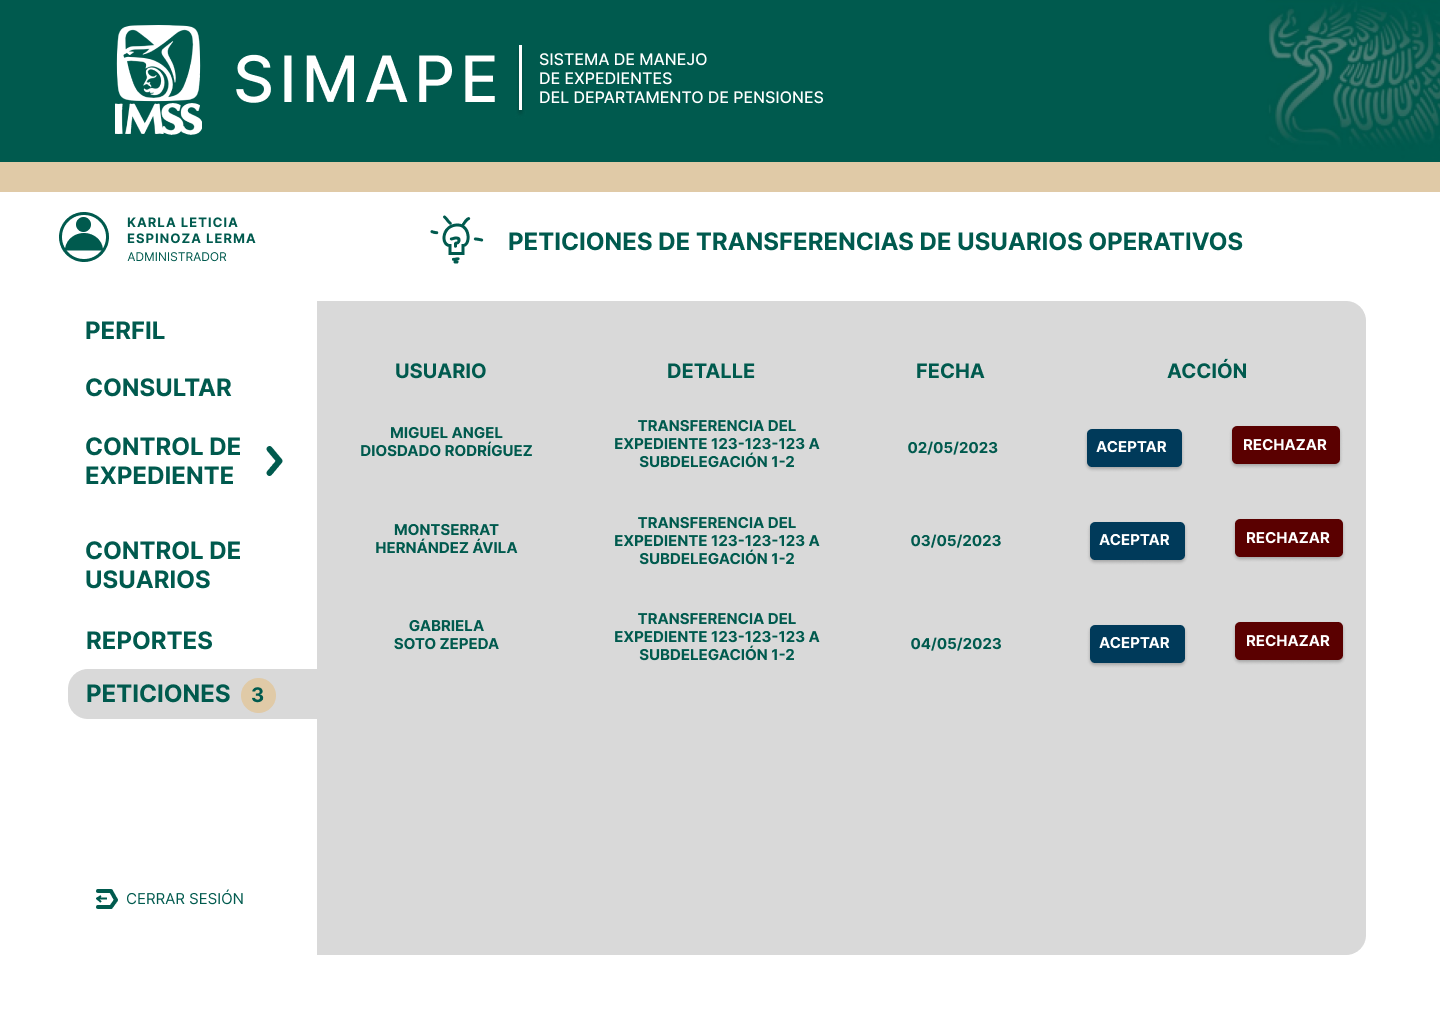 IMSS
SIMAPE
SISTEMA DE MANEJO
DE EXPEDIENTES
DEL DEPARTAMENTO DE PENSIONES
KARLA LETICIA
ESPINOZA LERMA
ADMINISTRADOR
?
PETICIONES DE TRANSFERENCIAS DE USUARIOS OPERATIVOS
PERFIL
CONSULTAR
CONTROL DE
EXPEDIENTE
CONTROL DE
USUARIOS
REPORTES
PETICIONES 3
CERRAR SESIÓN
USUARIO DETALLE FECHA ACCIÓN
MIGUEL ANGEL
DIOSDADO RODRÍGUEZ
TRANSFERENCIA DEL
EXPEDIENTE 123-123-123 A
SUBDELEGACIÓN 1-2
02/05/2023
ACEPTAR
RECHAZAR
MONTSERRAT
HERNÁNDEZ ÁVILA
TRANSFERENCIA DEL
EXPEDIENTE 123-123-123 A
SUBDELEGACIÓN 1-2
03/05/2023
ACEPTAR
RECHAZAR
GABRIELA
SOTO ZEPEDA
TRANSFERENCIA DEL
EXPEDIENTE 123-123-123 A
SUBDELEGACIÓN 1-2
04/05/2023
ACEPTAR
RECHAZAR